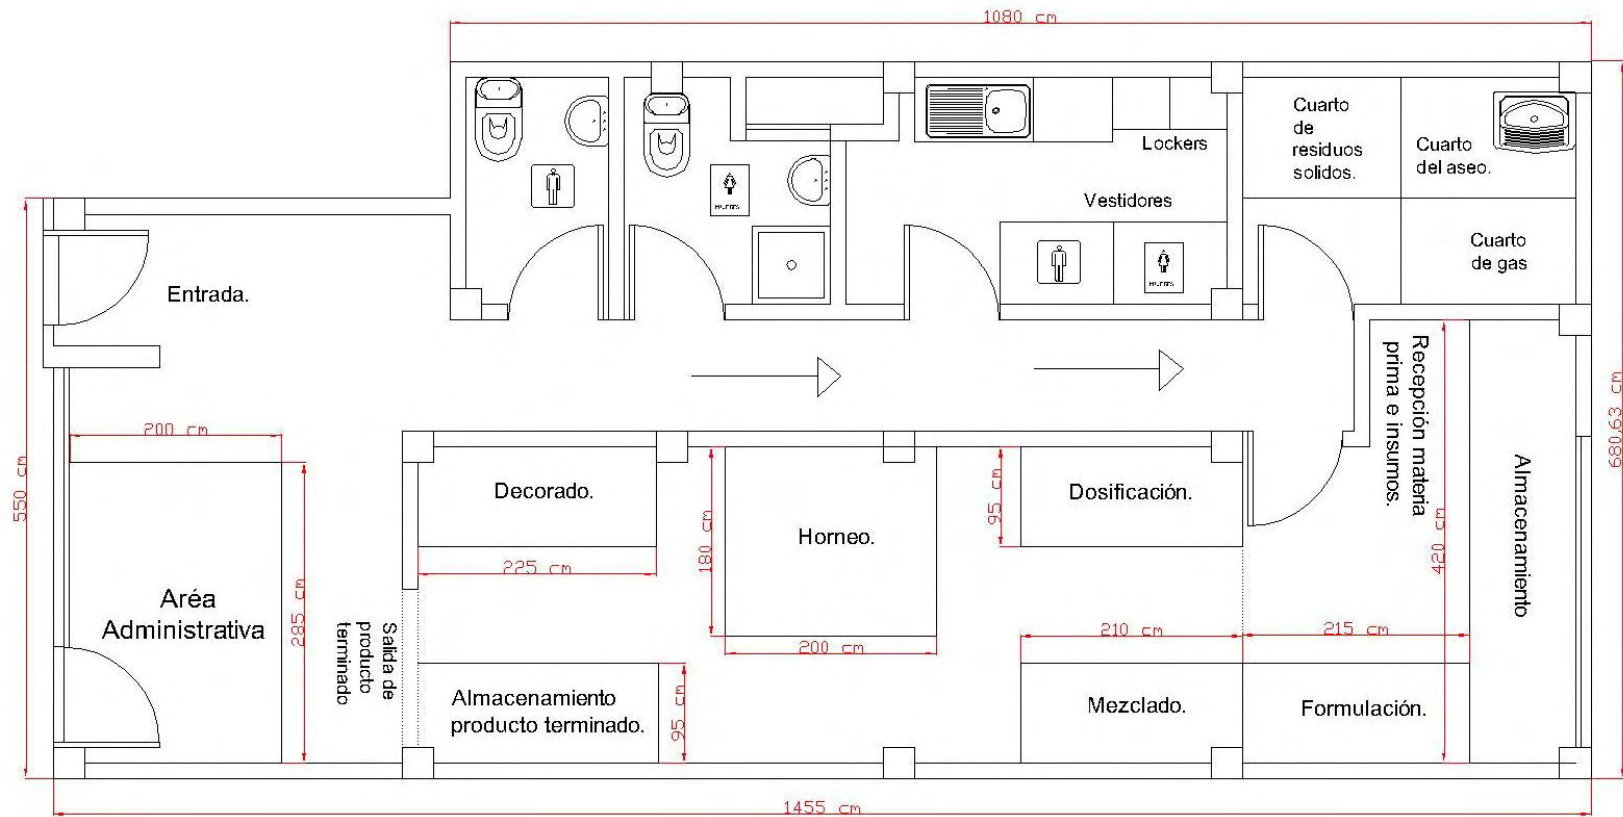 1080 cm
Cuarto
de
residuos
solidos.
Cuarto
del aseo.
Lockers
Vestidores
MUJERES
MUJERES
Cuarto
de gas
Entrada.
Recepción materia
prima e insumos.
200 cm
550 cm
680,63 cm
Decorado.
Horneo.
Dosificación.
95 cm
180 cm
420 cm
Almacenamiento
225 cm
Aréa
Administrativa
285 cm
Salida de
producto
terminado
200 cm
210 cm
215 cm
Almacenamiento
producto terminado.
95 cm
Mezclado.
Formulación.
1455 cm